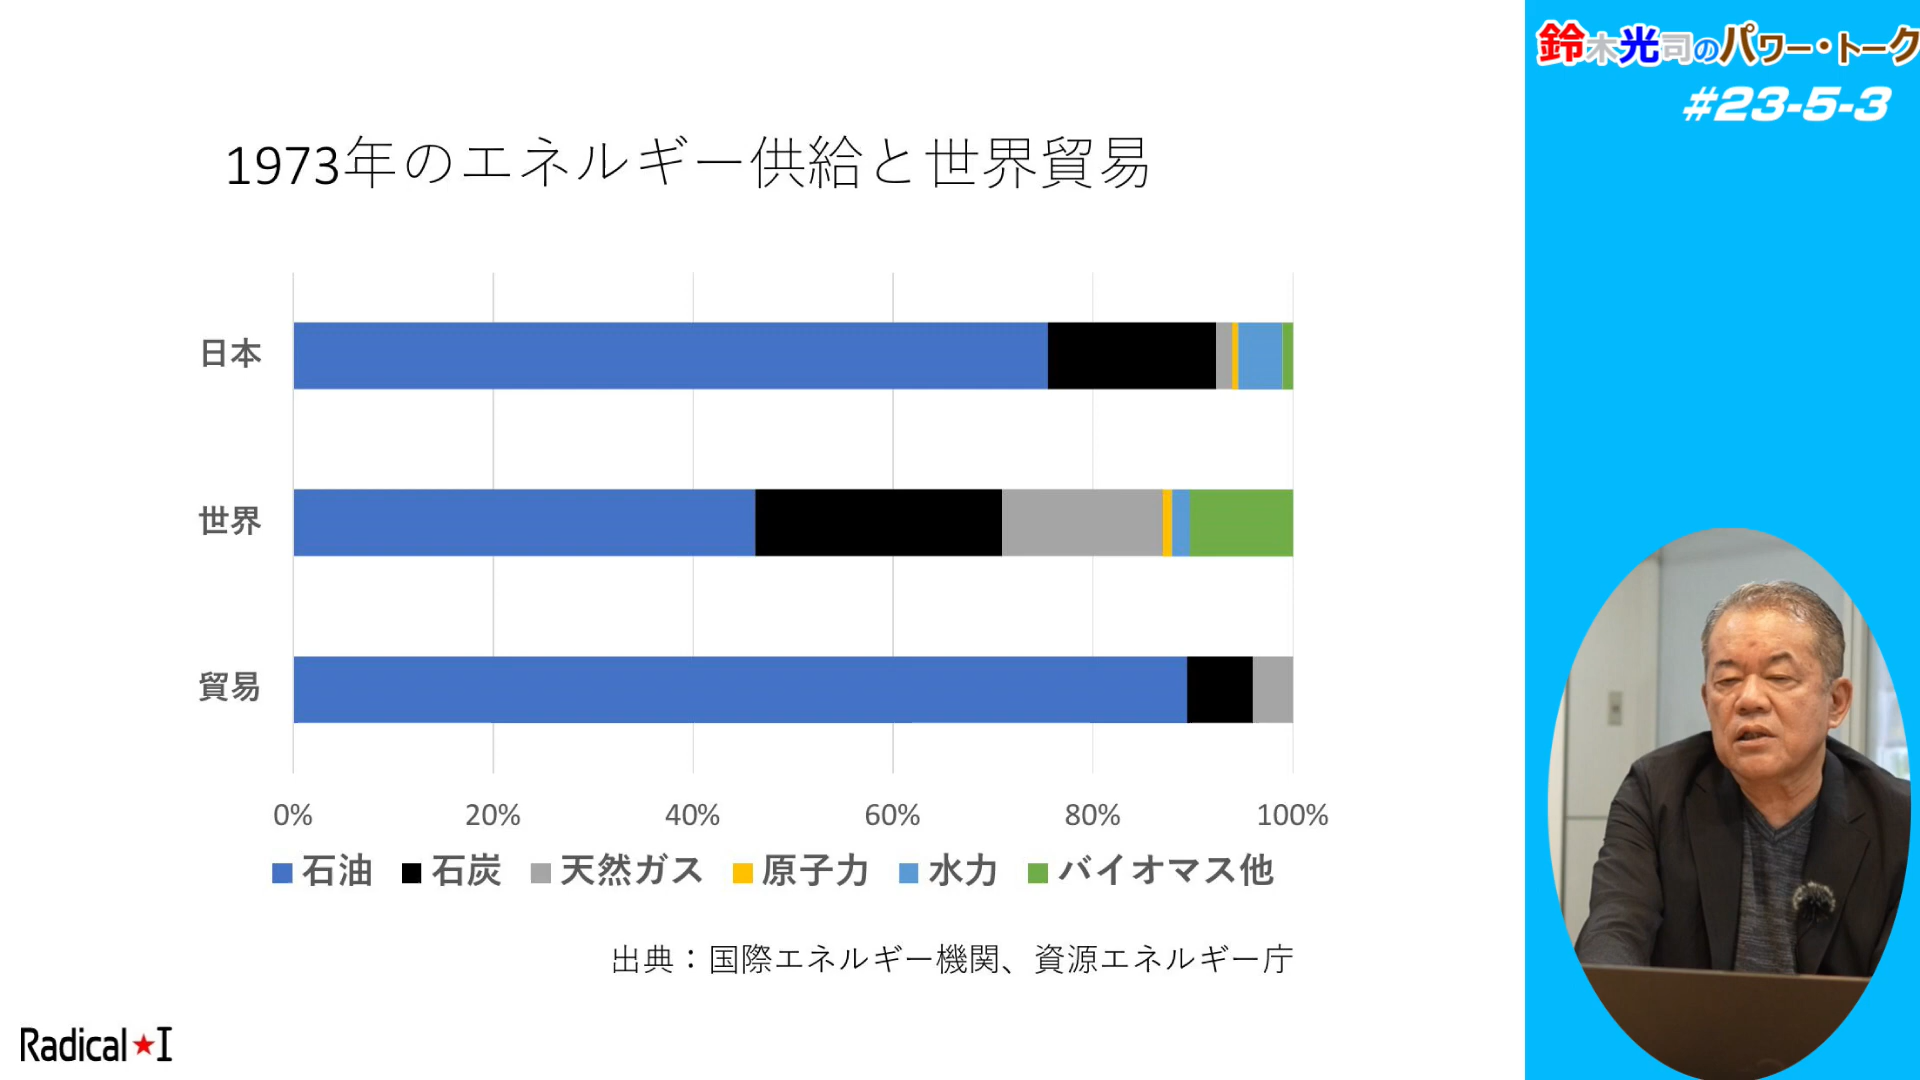 鈴木光司のパワー・トーク
#23-5-3
1973年のエネルギー供給と世界貿易
日本
世界
貿易
0% 20% 40% 60% 80% 100%
石油 石炭 天然ガス 原子力 水力 バイオマス他
出典：国際エネルギー機関、資源エネルギー庁
Radical★I